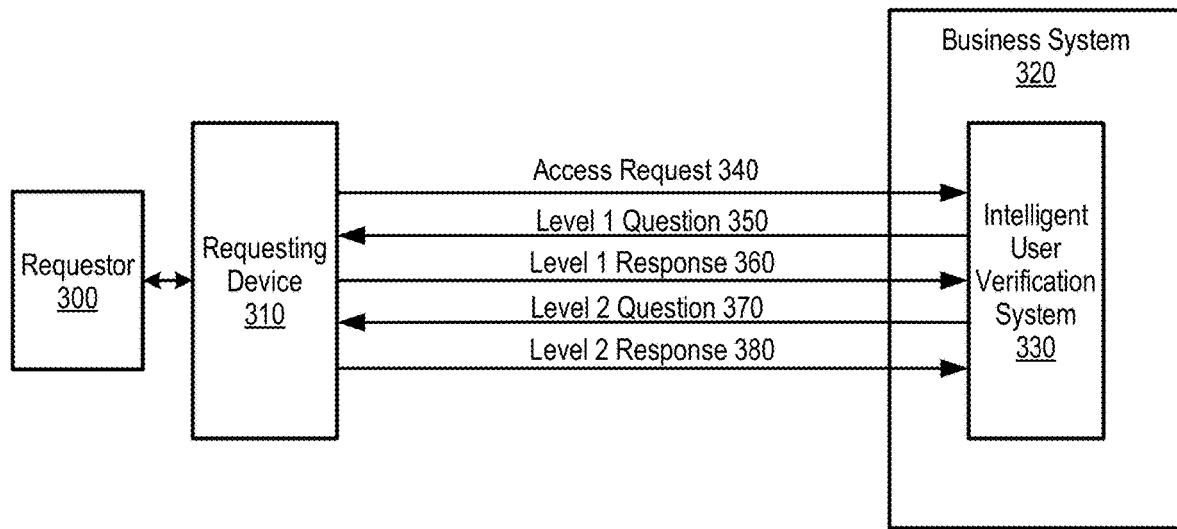 Business System
320
Access Request 340
Level 1 Question 350
Level 1 Response 360
Level 2 Question 370
Level 2 Response 380
Requestor
300
Requesting
Device
310
Intelligent
User
Verification
System
330